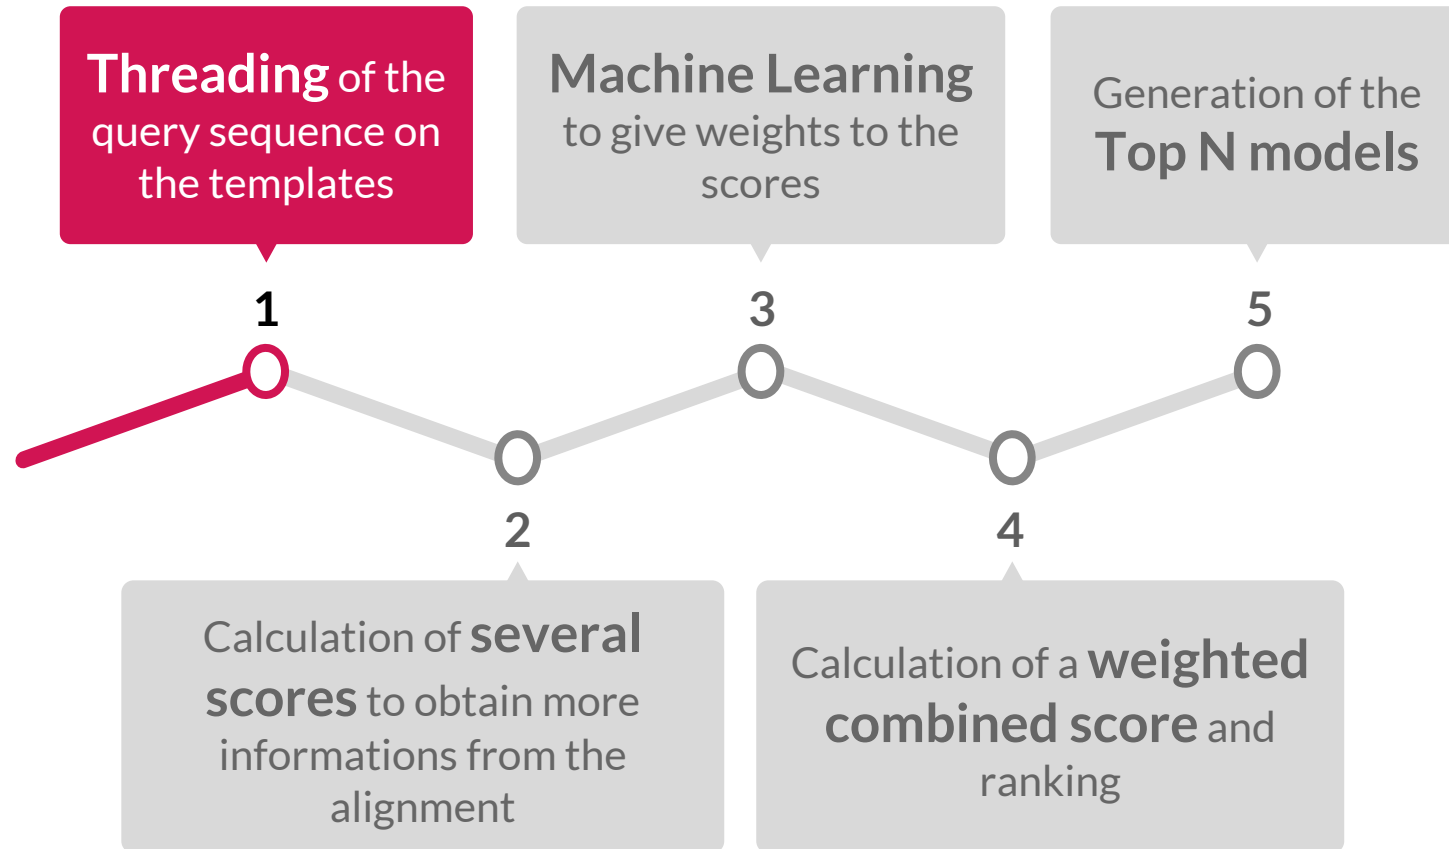 Threading of the
query sequence on
the templates
1
Calculation of several
scores to obtain more
informations from the
alignment
2
Machine Learning
to give weights to the
scores
3
Calculation of a weighted
combined score and
ranking
4
Generation of the
Top N models
5